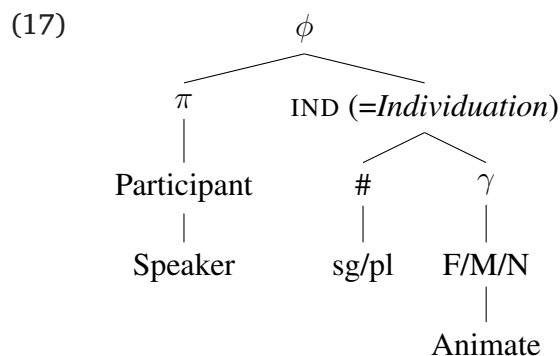 (17) ϕ
π IND (=Individuation)
Participant # γ
Speaker sg/pl F/M/N
Animate